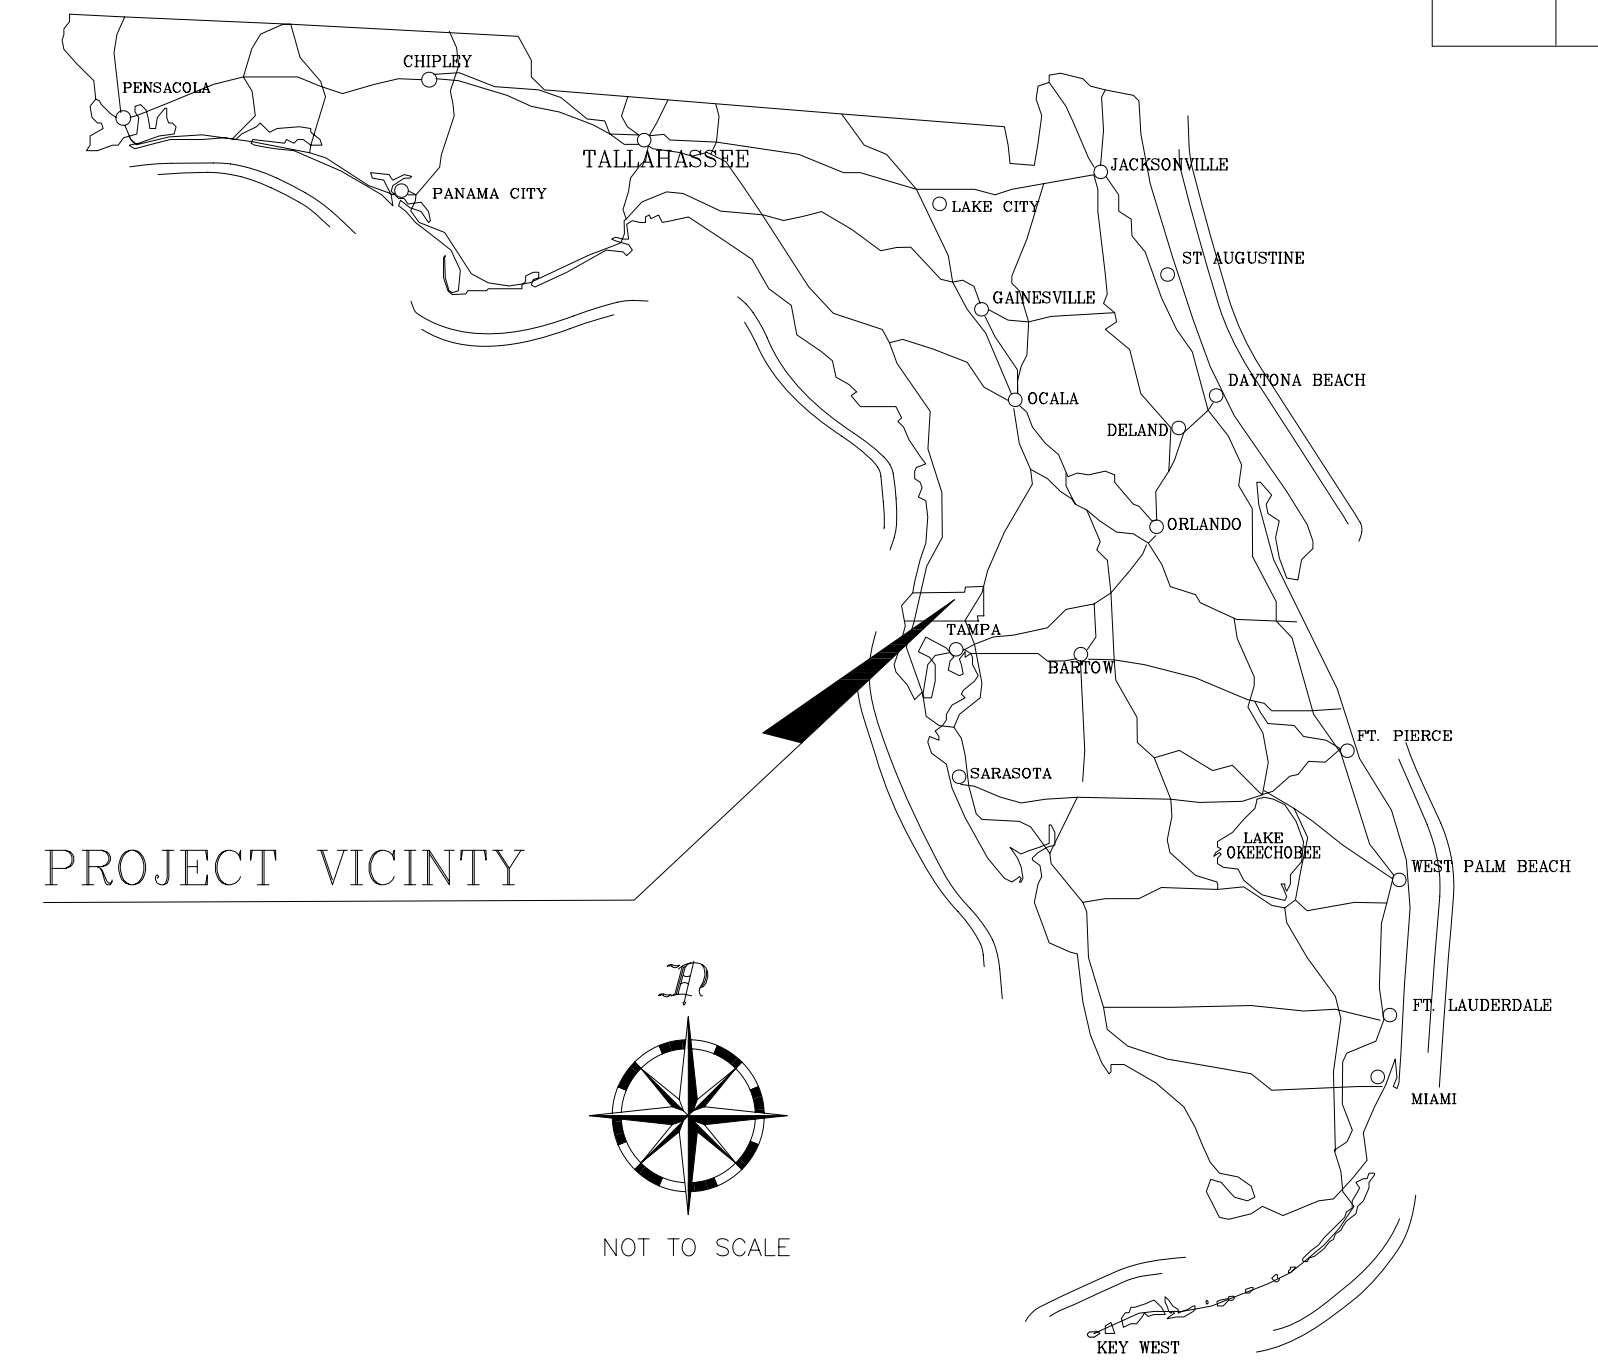 CHIPLEY
PENSACOLA
TALLAHASSEE
JACKSONVILLE
PANAMA CITY
LAKE CITY
ST AUGUSTINE
GAINESVILLE
DAYTONA BEACH
OCALA
DELAND
ORLANDO
TAMPA
BARTOW
FT. PIERCE
SARASOTA
LAKE
OKEECHOBEE
PROJECT VICINTY
WEST PALM BEACH
N
FT. LAUDERDALE
MIAMI
NOT TO SCALE
KEY WEST